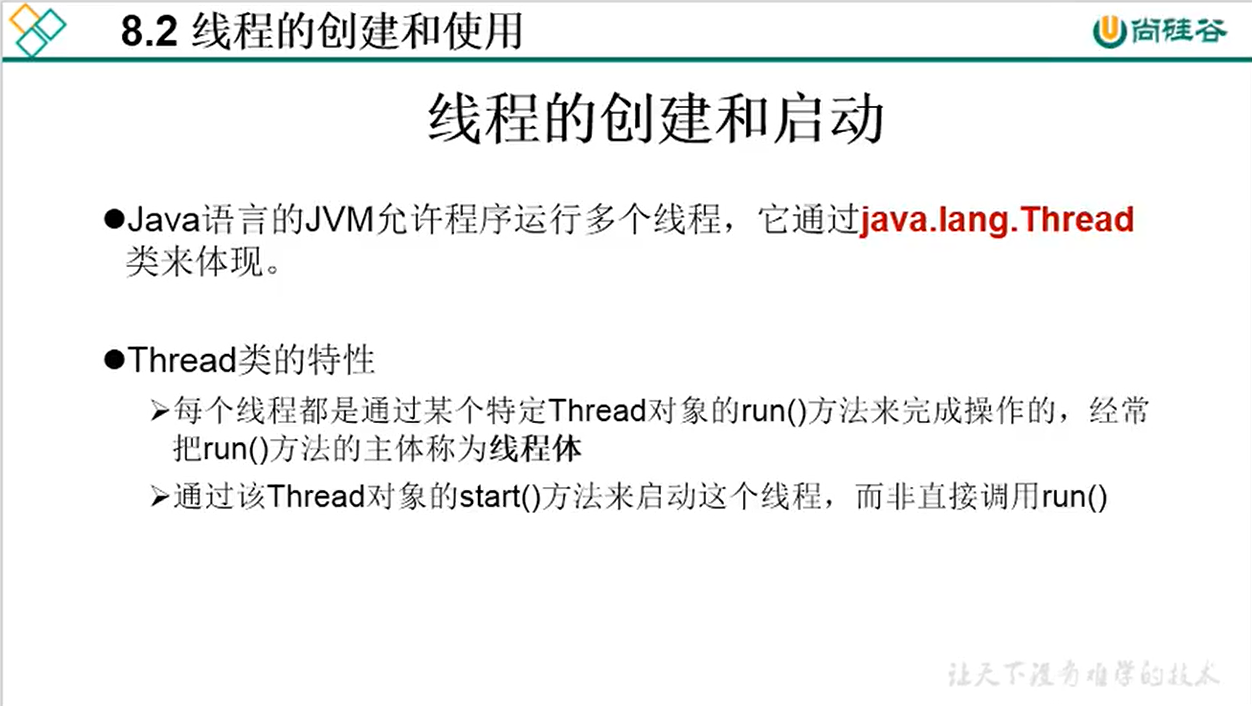 8.2 线程的创建和使用
尚硅谷
线程的创建和启动
●Java语言的JVM允许程序运行多个线程，它通过java.lang.Thread
类来体现。
●Thread类的特性
➢每个线程都是通过某个特定Thread对象的run()方法来完成操作的，经常
把run()方法的主体称为线程体
➢通过该Thread对象的start()方法来启动这个线程，而非直接调用run()
让天下没有难学的技术